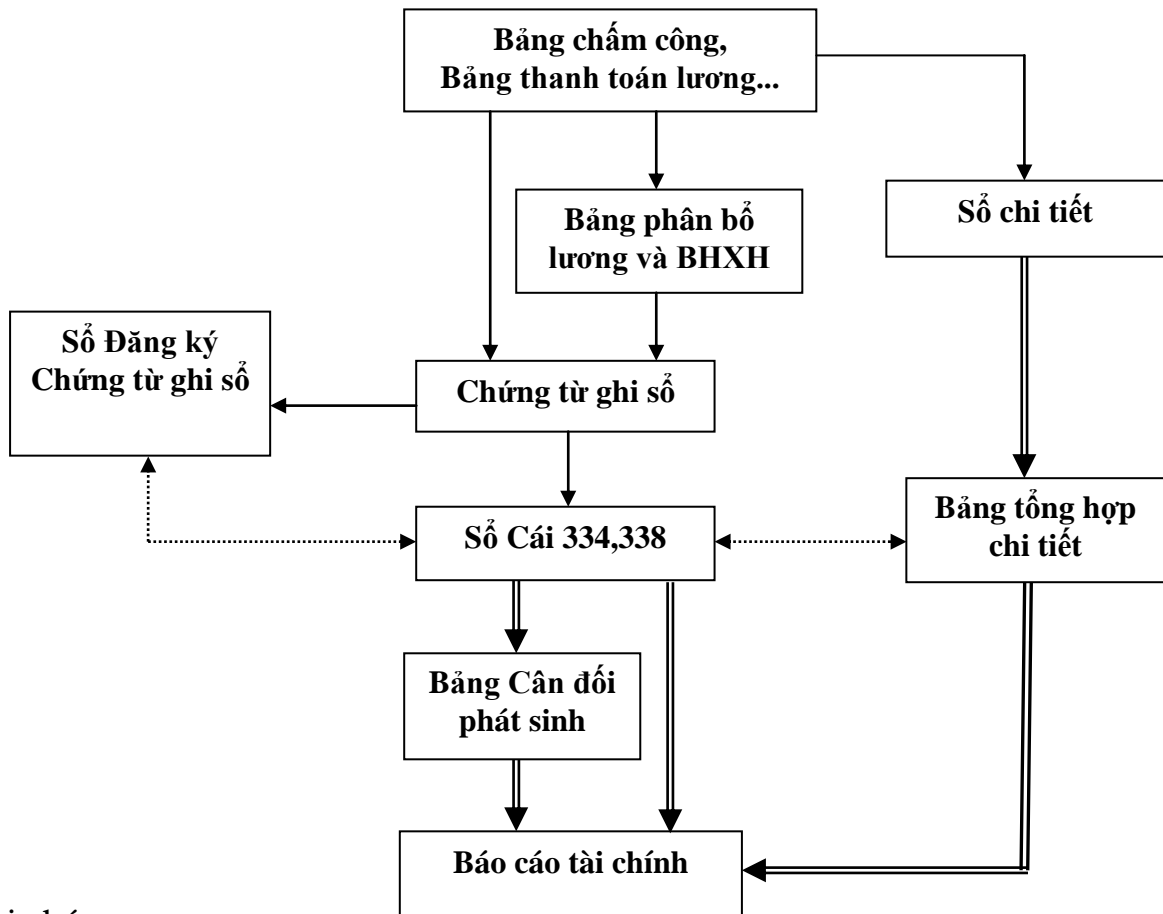 Bảng chấm công,
Bảng thanh toán lương...
Sổ chi tiết
Bảng phân bổ
lương và BHXH
Sổ Đăng ký
Chứng từ ghi sổ
Chứng từ ghi sổ
Sổ Cái 334,338
Bảng tổng hợp
chi tiết
Bảng Cân đối
phát sinh
Báo cáo tài chính